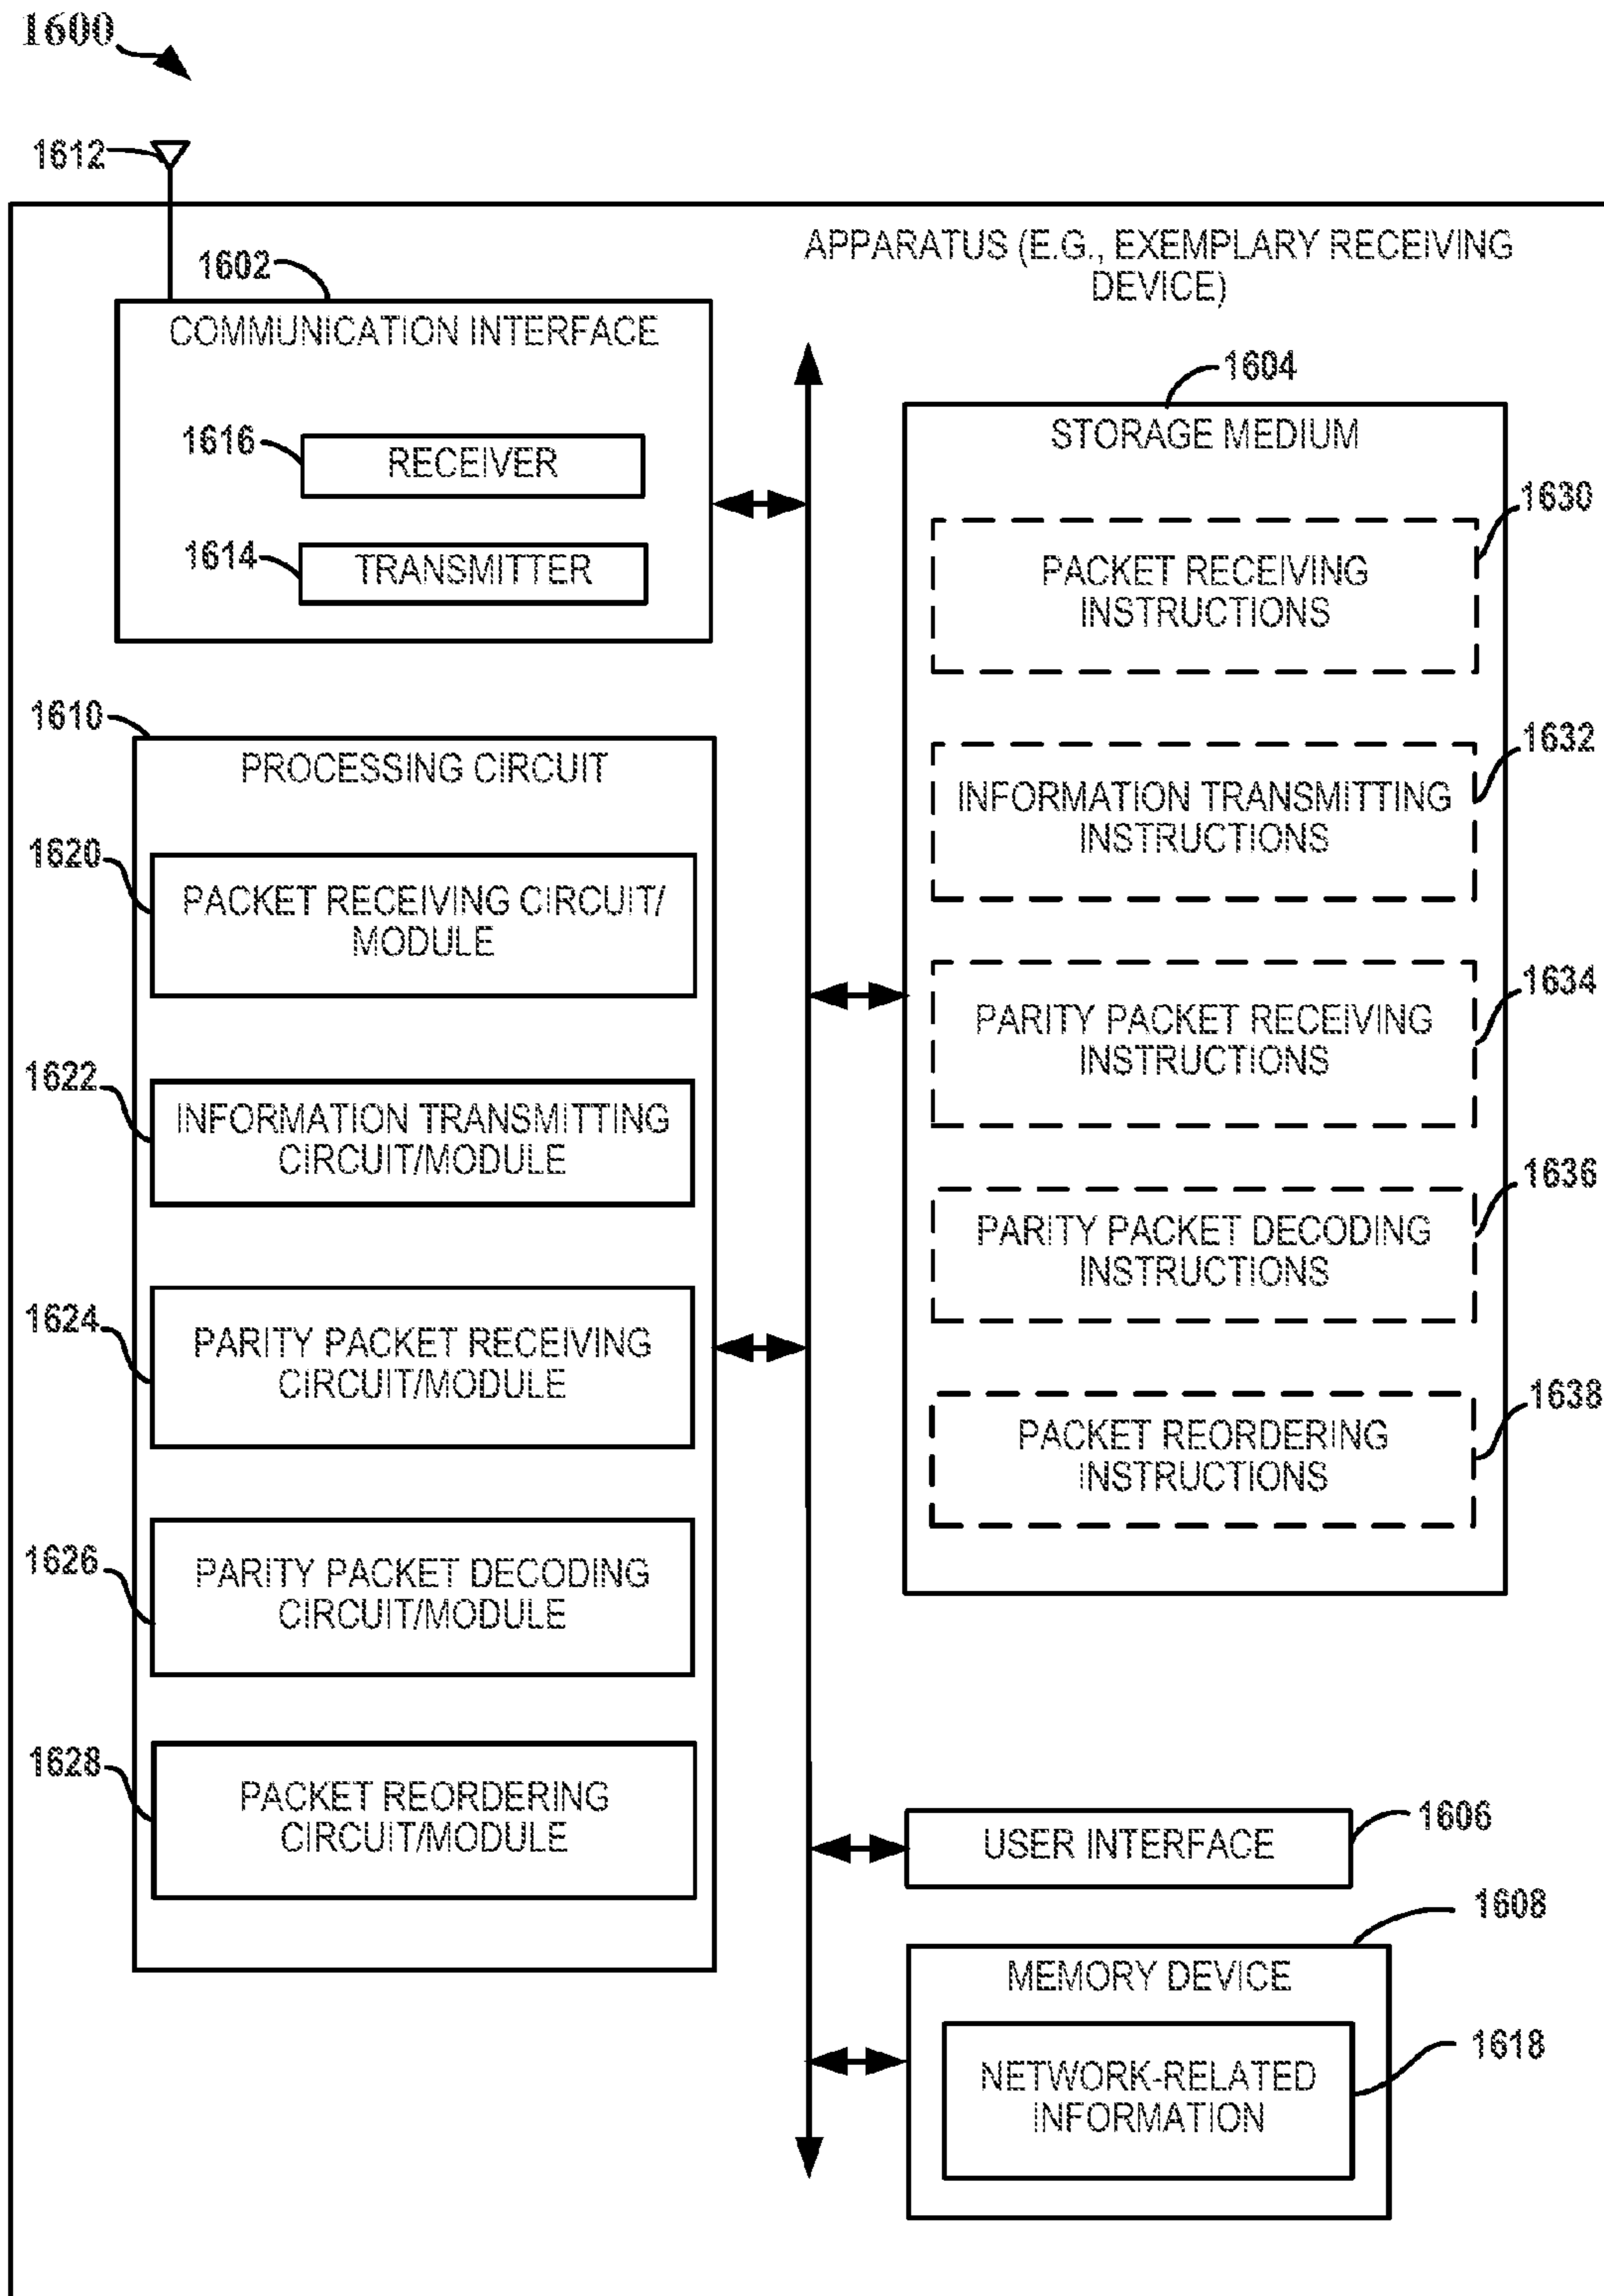 1600
1612
APPARATUS (E.G., EXEMPLARY RECEIVING
DEVICE)
1602
COMMUNICATION INTERFACE
1616
RECEIVER
1614
TRANSMITTER
1604
STORAGE MEDIUM
1630
PACKET RECEIVING
INSTRUCTIONS
1632
INFORMATION TRANSMITTING
INSTRUCTIONS
1634
PARITY PACKET RECEIVING
INSTRUCTIONS
1636
PARITY PACKET DECODING
INSTRUCTIONS
1638
PACKET REORDERING
INSTRUCTIONS
1610
PROCESSING CIRCUIT
1620
PACKET RECEIVING CIRCUIT/
MODULE
1622
INFORMATION TRANSMITTING
CIRCUIT/MODULE
1624
PARITY PACKET RECEIVING
CIRCUIT/MODULE
1626
PARITY PACKET DECODING
CIRCUIT/MODULE
1628
PACKET REORDERING
CIRCUIT/MODULE
1606
USER INTERFACE
1608
MEMORY DEVICE
1618
NETWORK-RELATED
INFORMATION